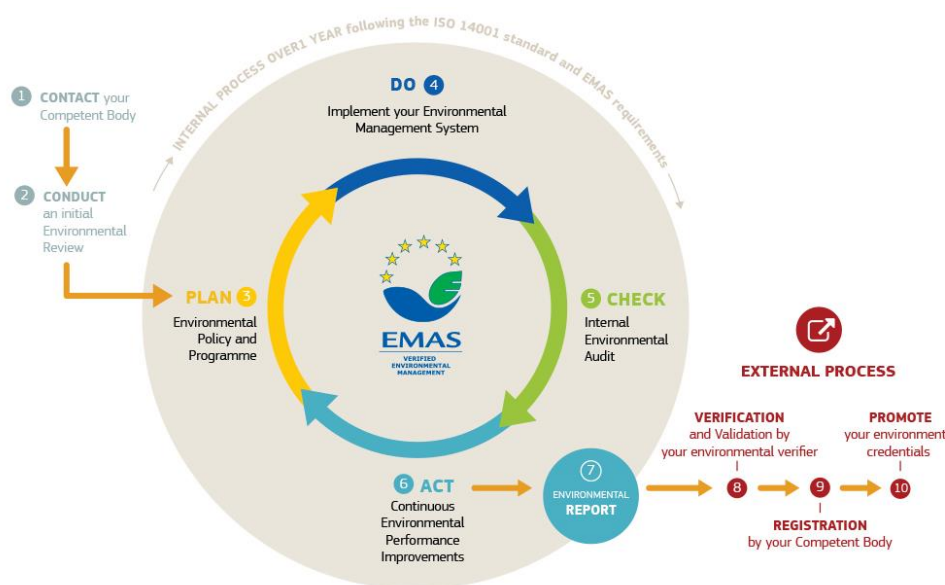 INTERNAL PROCESS OVER1 YEAR following the ISO 14001 standard and EMAS requirements
1 CONTACT your
Competent Body
2 CONDUCT
an initial
Environmental
Review
PLAN 3
Environmental
Policy and
Programme
DO 4
Implement your Environmental
Management System
5 CHECK
Internal
Environmental
Audit
6 ACT
Continuous
Environmental
Performance
Improvements
EMAS
VERIFIED
ENVIRONMENTAL
MANAGEMENT
7
ENVIRONMENTAL
REPORT
EXTERNAL PROCESS
VERIFICATION
and Validation by
your environmental verifier
8
9
REGISTRATION
by your Competent Body
PROMOTE
your environment
credentials
10